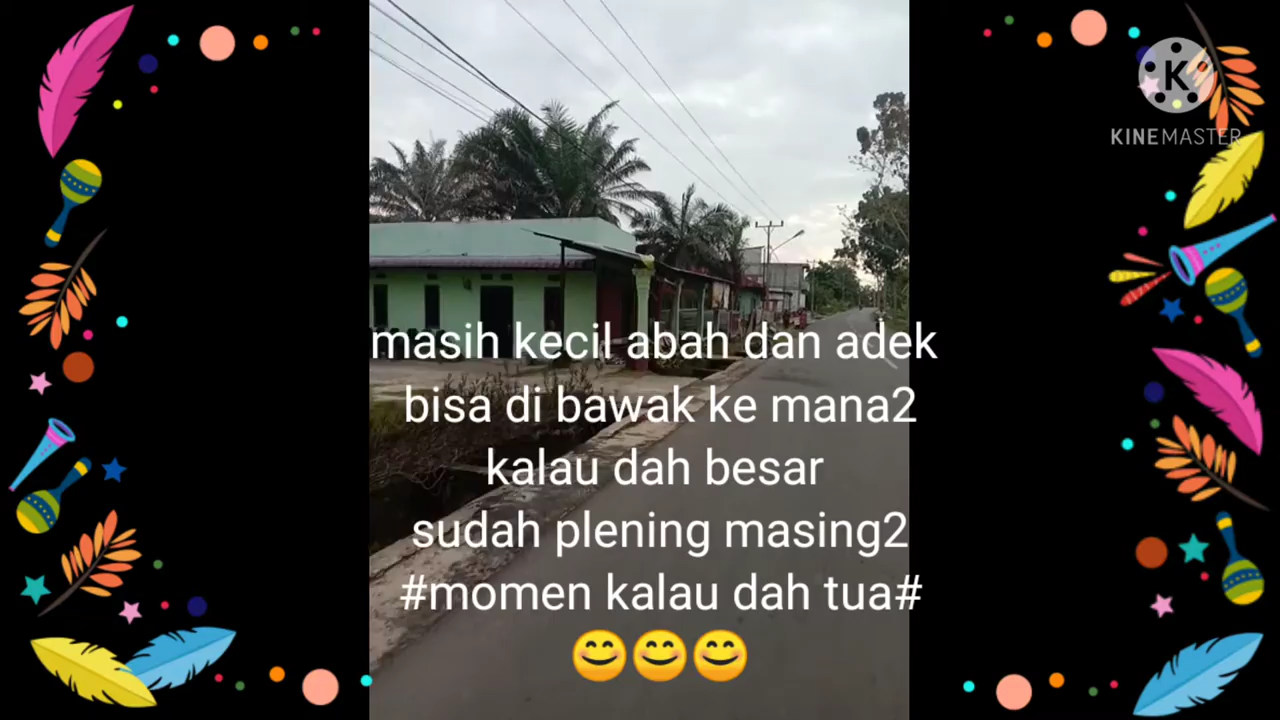 KINEMASTER
masih kecil abah dan adek
bisa di bawak ke mana2
kalau dah besar
sudah plening masing2
#momen kalau dah tua#
😊😊😊